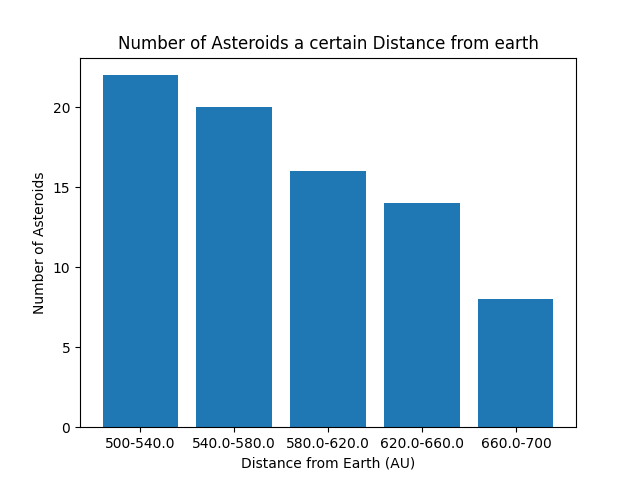 Number of Asteroids a certain Distance from earth
Number of Asteroids
20
15
10
5
0
500-540.0 540.0-580.0 580.0-620.0 620.0-660.0 660.0-700
Distance from Earth (AU)